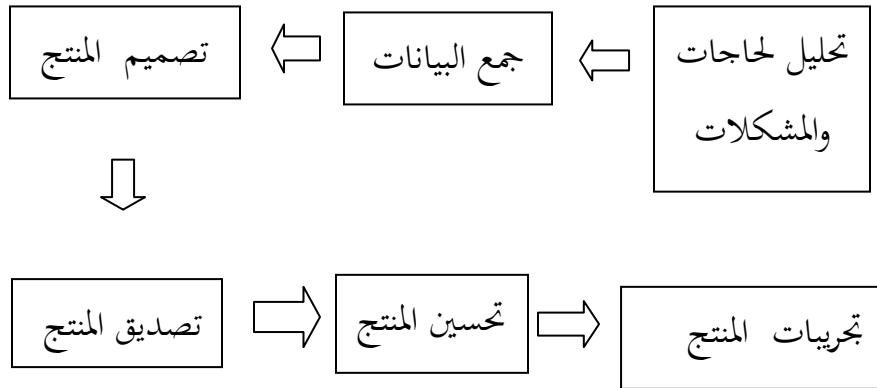 تحليل لحاجات
والمشكلات
جمع البيانات
تصميم المنتج
تصديق المنتج
تحسين المنتج
تجريبات المنتج